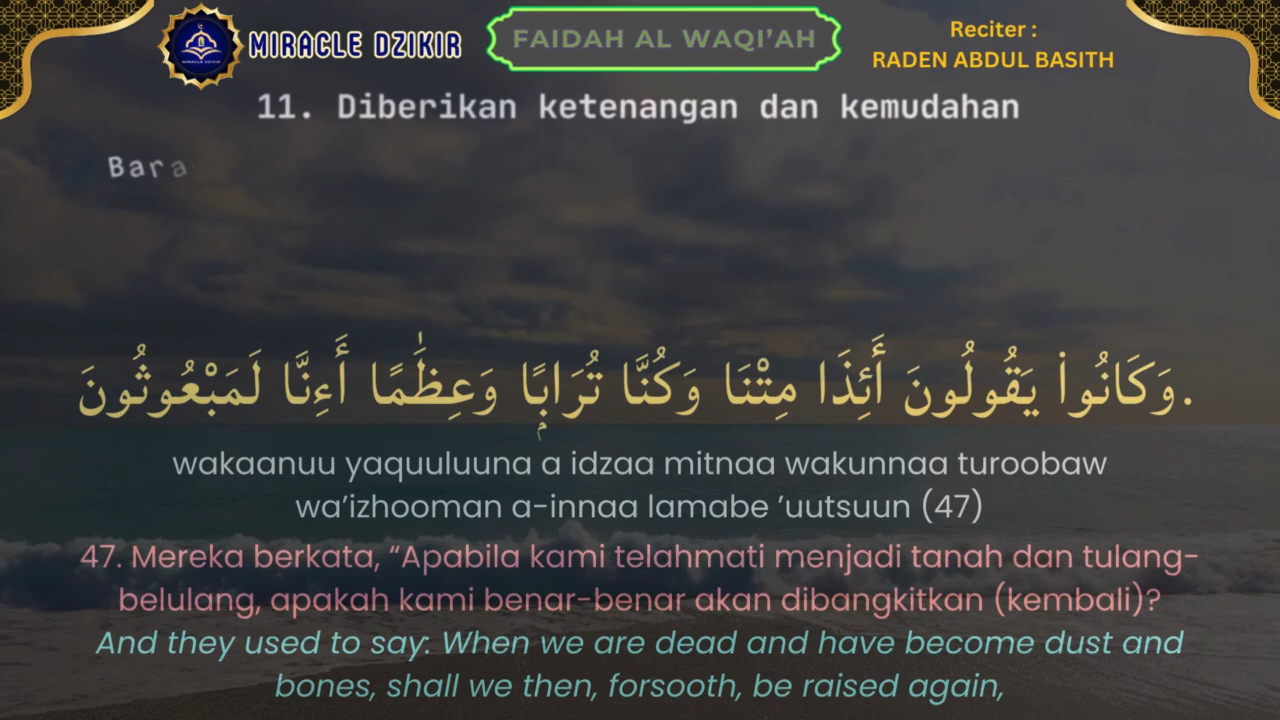 MIRACLE DZIKIR
FAIDAH AL WAQI’AH
Reciter :
RADEN ABDUL BASITH
11. Diberikan ketenangan dan kemudahan
Bara
وَكَانُوا۟ يَقُولُونَ أَئِذَا مِتْنَا وَكُنَّا تُرَابًۭا وَعِظَٰمًا أَءِنَّا لَمَبْعُوثُونَ.
wakaanuu yaquuluuna a idzaa mitnaa wakunnaa turoobaw
wa’izhooman a-innaa lamabe ’uutsuun (47)
47. Mereka berkata, “Apabila kami telahmati menjadi tanah dan tulang-
belulang, apakah kami benar-benar akan dibangkitkan (kembali)?
And they used to say: When we are dead and have become dust and
bones, shall we then, forsooth, be raised again,